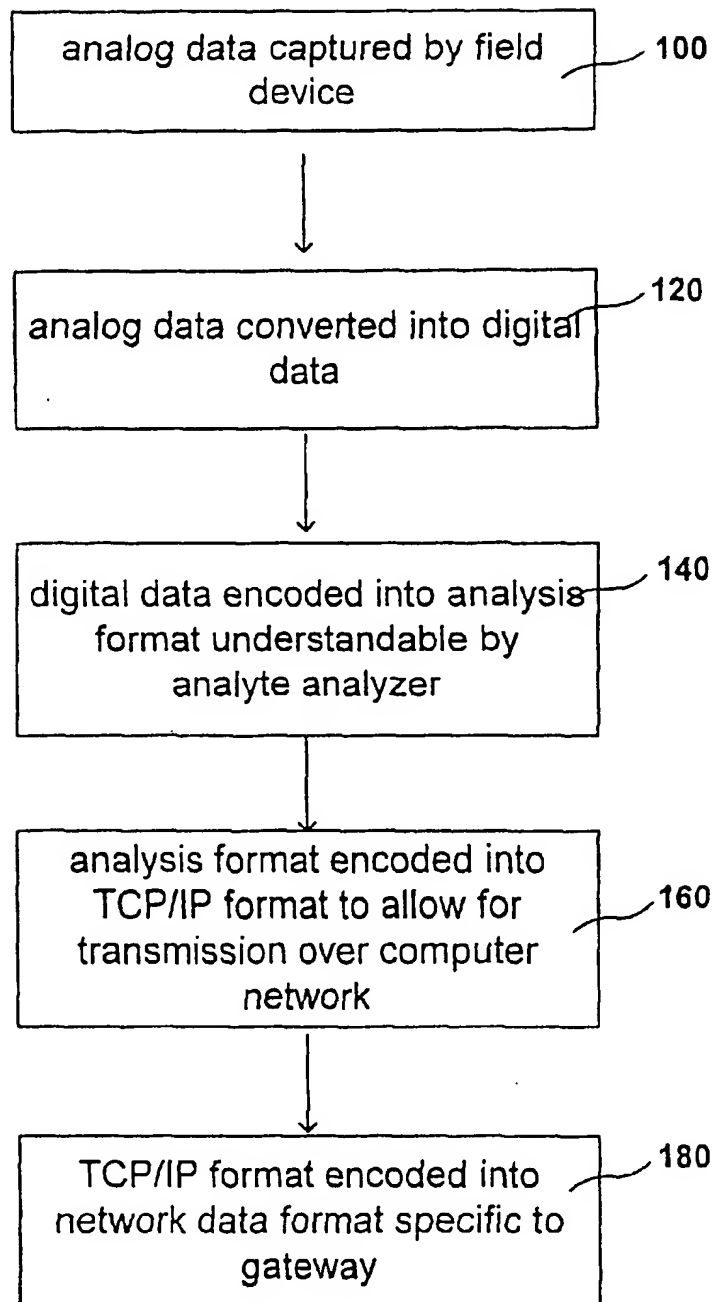 analog data captured by field
device
100
analog data converted into digital
data
120
digital data encoded into analysis
format understandable by
analyte analyzer
140
analysis format encoded into
TCP/IP format to allow for
transmission over computer
network
160
TCP/IP format encoded into
network data format specific to
gateway
180